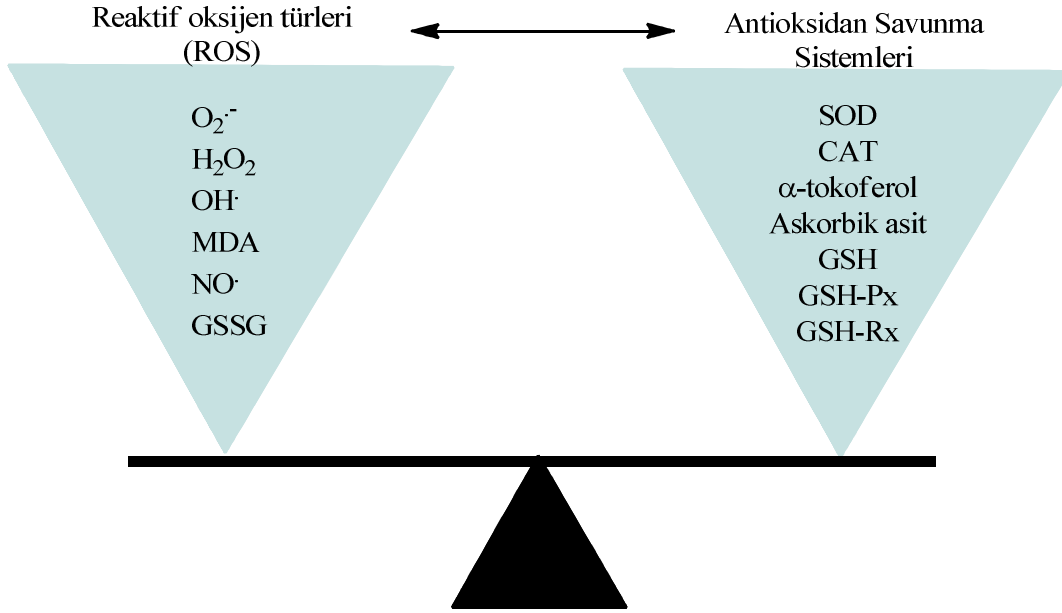 Reaktif oksijen türleri
(ROS)
O₂·⁻
H₂O₂
OH·
MDA
NO·
GSSG
Antioksidan Savunma
Sistemleri
SOD
CAT
α-tokoferol
Askorbik asit
GSH
GSH-Px
GSH-Rx